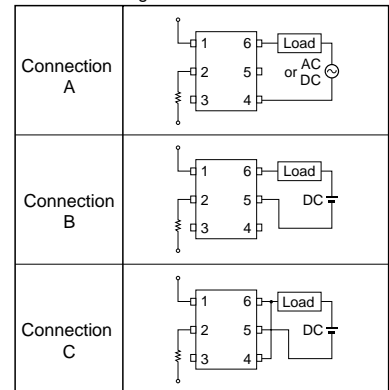 Connection
A
1 6 Load
2 5 or AC
DC
3 4
Connection
B
1 6 Load
2 5 DC
3 4
Connection
C
1 6 Load
2 5 DC
3 4